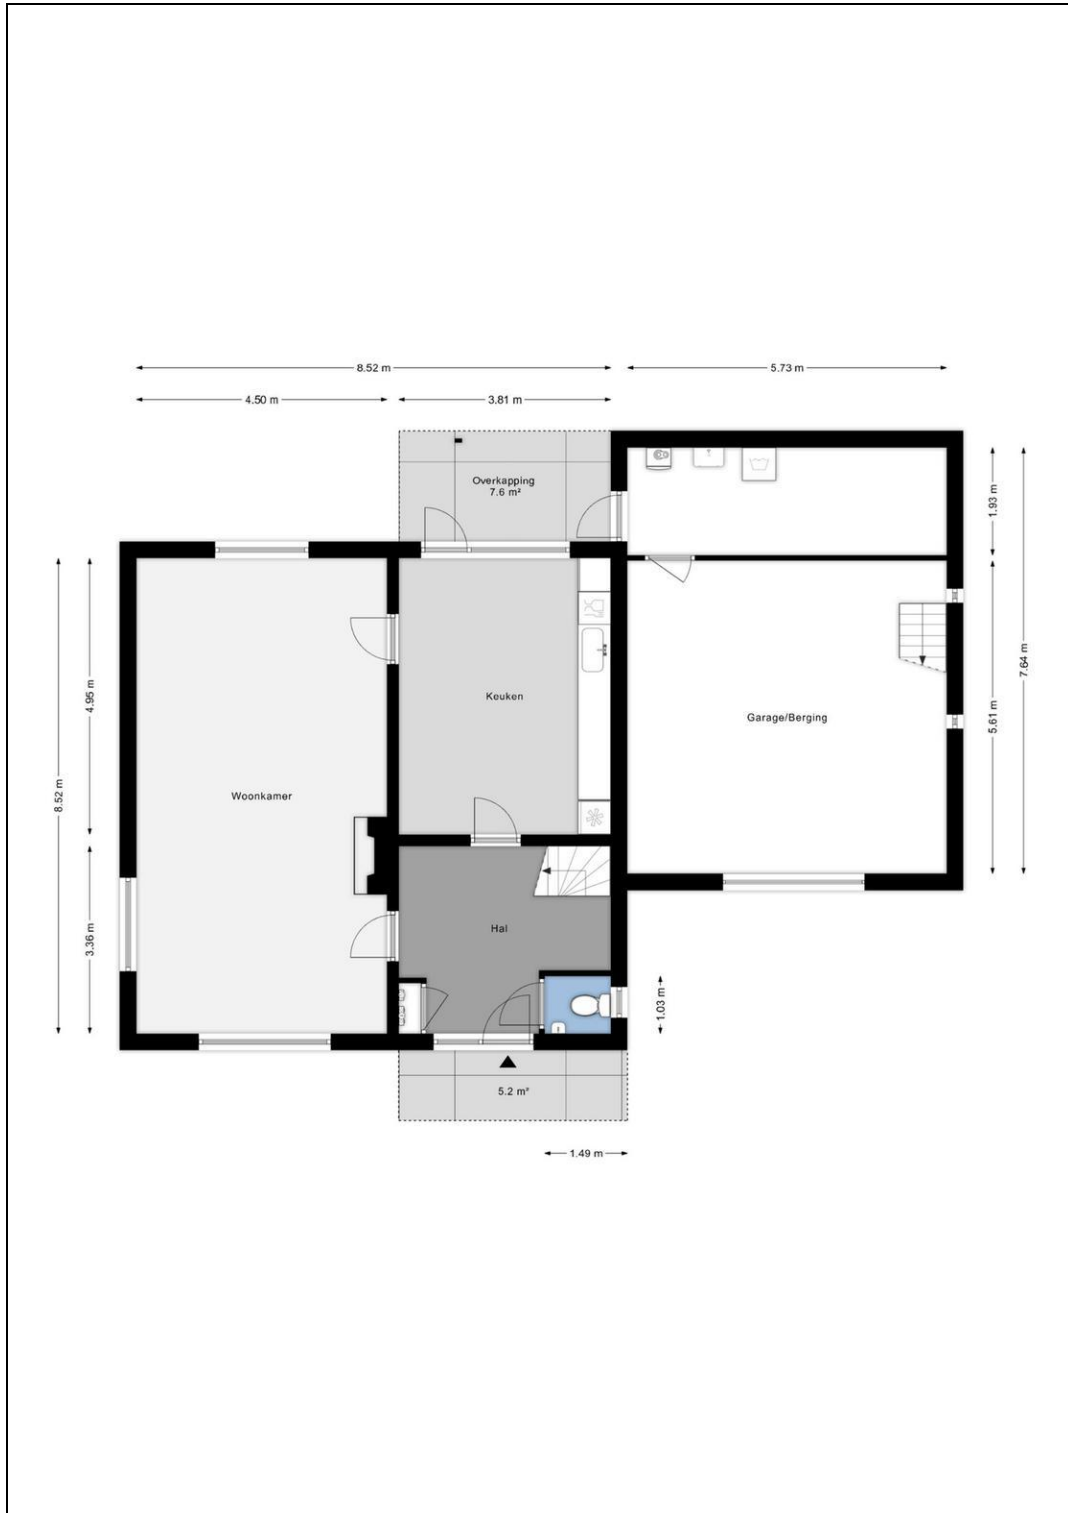 8.52 m
5.73 m
4.50 m
3.81 m
Overkapping
7.6 m²
1.93 m
7.64 m
4.95 m
Keuken
5.61 m
Garage/Berging
8.52 m
Woonkamer
3.36 m
Hal
1.03 m
5.2 m²
1.49 m